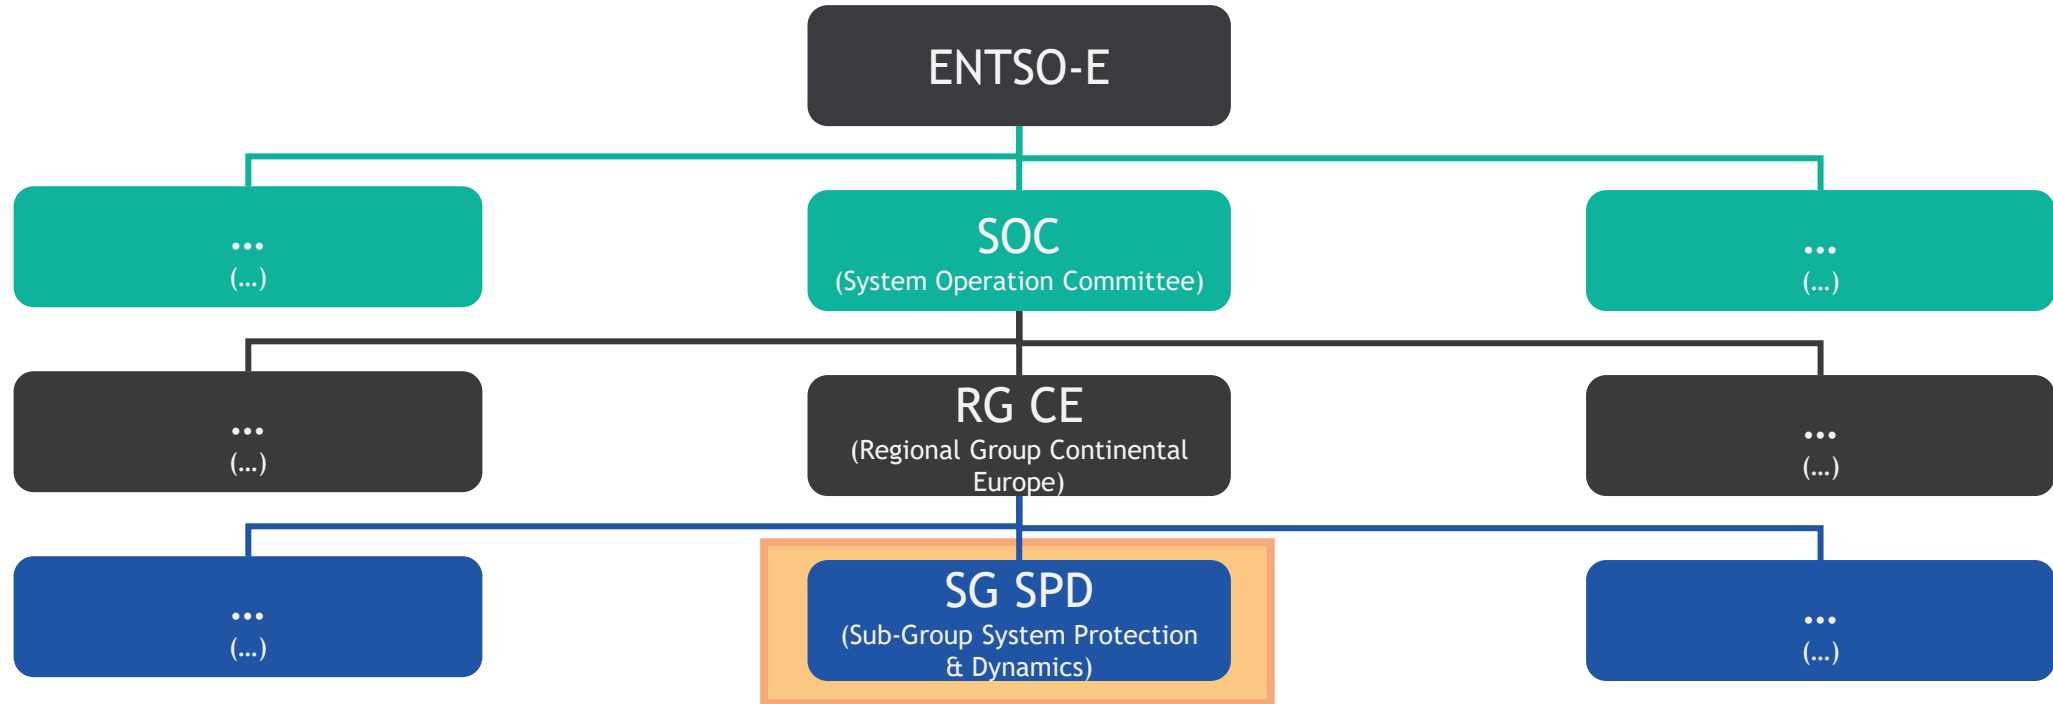 ENTSO-E
...
(...)
SOC
(System Operation Committee)
...
(...)
...
(...)
RG CE
(Regional Group Continental
Europe)
...
(...)
...
(...)
SG SPD
(Sub-Group System Protection
& Dynamics)
...
(...)